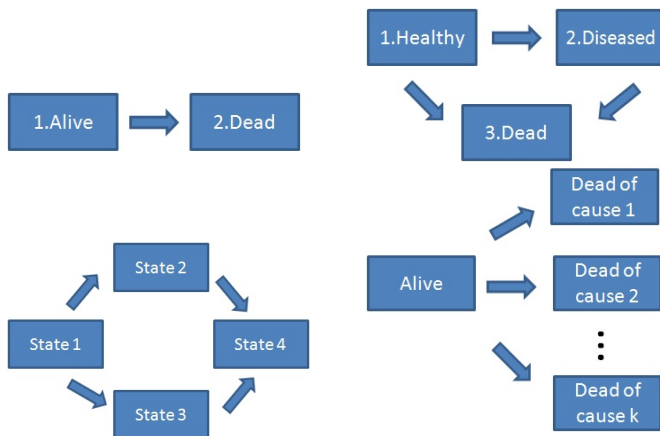 1.Alive
2.Dead
1.Healthy
2.Diseased
3.Dead
State 1
State 2
State 3
State 4
Alive
Dead of
cause 1
Dead of
cause 2
Dead of
cause k